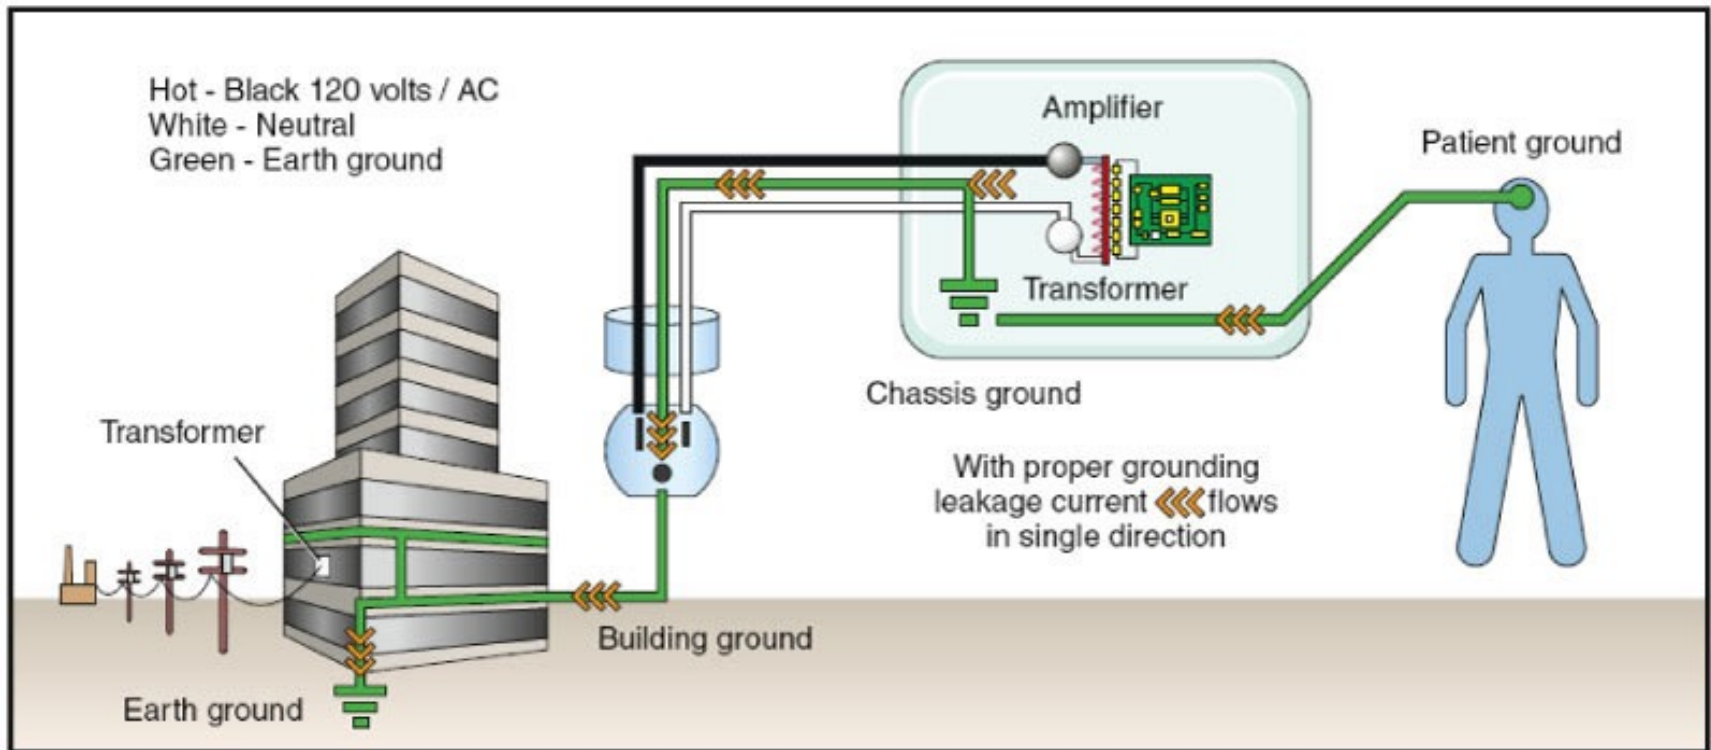 Hot - Black 120 volts / AC
White - Neutral
Green - Earth ground
Amplifier
Patient ground
Transformer
Chassis ground
Transformer
With proper grounding
leakage current flows
in single direction
Building ground
Earth ground